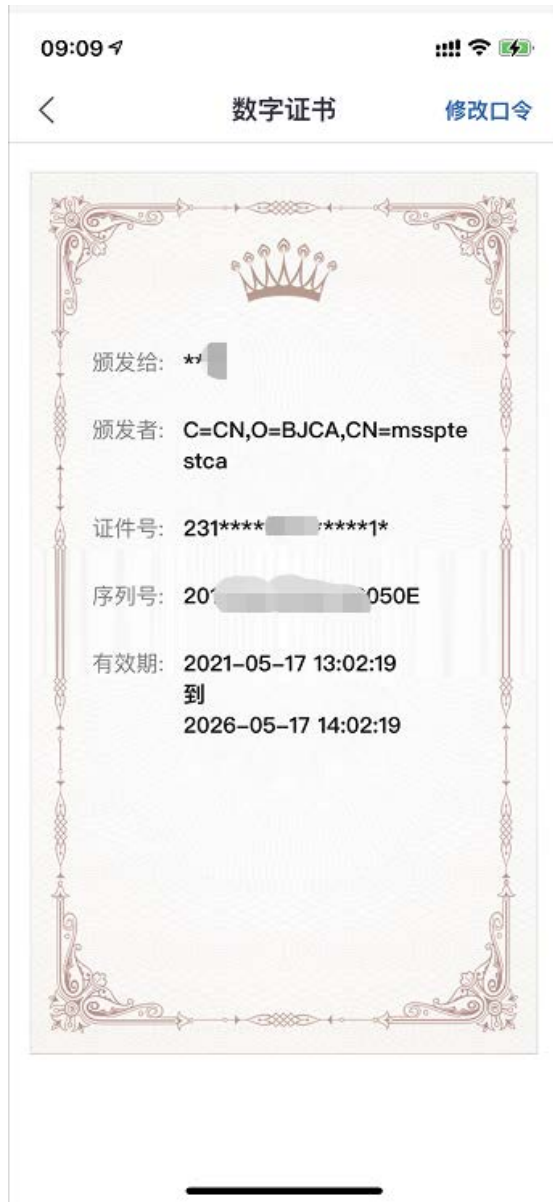 09:09
数字证书
修改口令
颁发给: **
颁发者: C=CN,O=BJCA,CN=msspte
stca
证件号: 231**** ****1*
序列号: 201 050E
有效期: 2021-05-17 13:02:19
到
2026-05-17 14:02:19